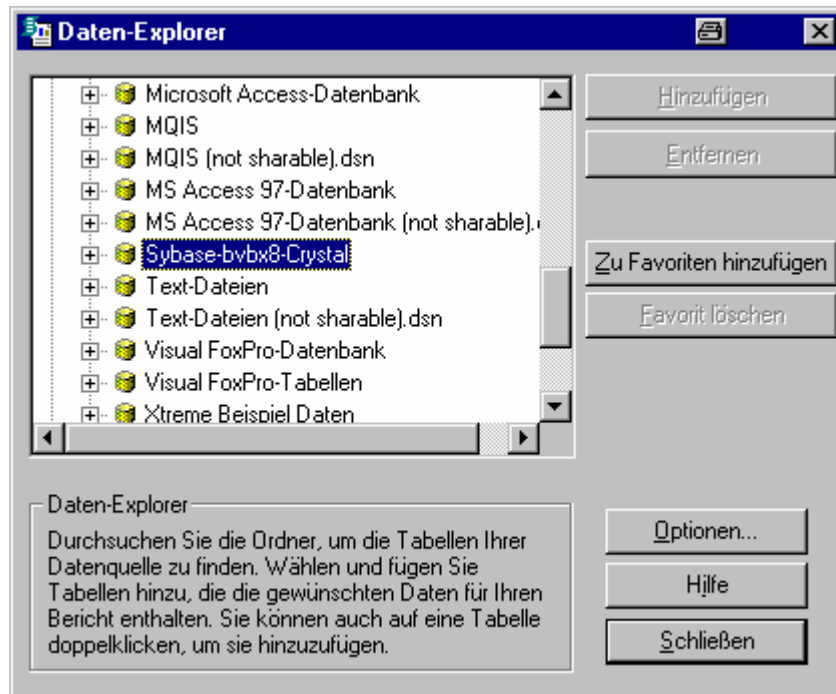 Daten-Explorer
Microsoft Access-Datenbank
MQIS
MQIS (not sharable).dsn
MS Access 97-Datenbank
MS Access 97-Datenbank (not sharable).
Sybase-bvbx8-Crystal
Text-Dateien
Text-Dateien (not sharable).dsn
Visual FoxPro-Datenbank
Visual FoxPro-Tabellen
Xtreme Beispiel Daten
Hinzufügen
Entfernen
Zu Favoriten hinzufügen
Favorit löschen
Daten-Explorer
Durchsuchen Sie die Ordner, um die Tabellen Ihrer
Datenquelle zu finden. Wählen und fügen Sie
Tabellen hinzu, die die gewünschten Daten für Ihren
Bericht enthalten. Sie können auch auf eine Tabelle
doppelklicken, um sie hinzuzufügen.
Optionen...
Hilfe
Schließen